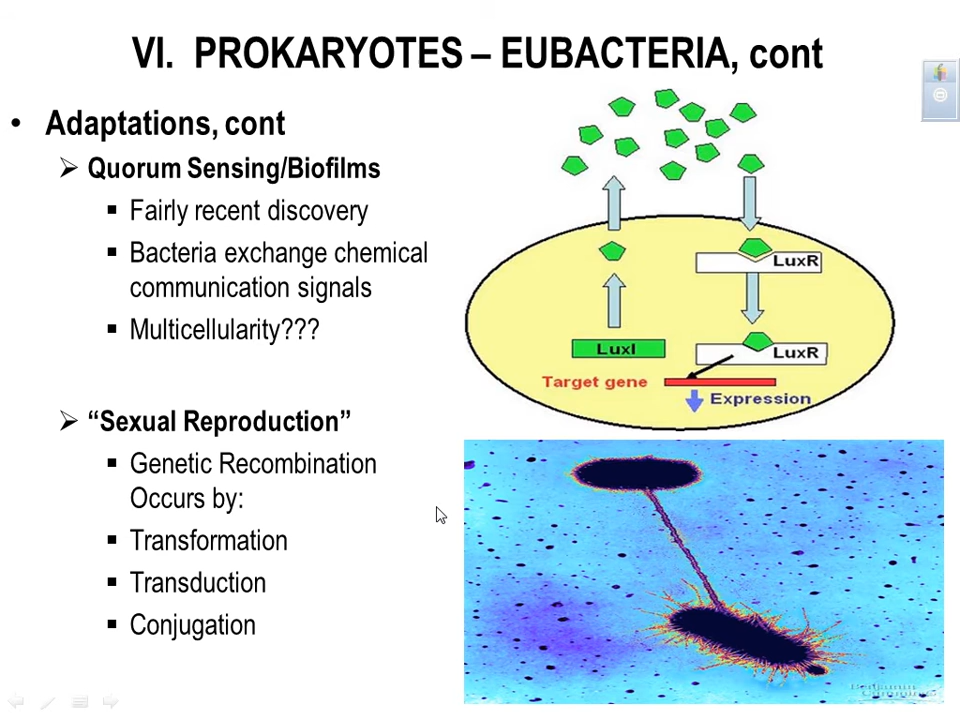 VI. PROKARYOTES – EUBACTERIA, cont
• Adaptations, cont
➢ Quorum Sensing/Biofilms
▪ Fairly recent discovery
▪ Bacteria exchange chemical
communication signals
▪ Multicellularity???
➢ “Sexual Reproduction”
▪ Genetic Recombination
Occurs by:
▪ Transformation
▪ Transduction
▪ Conjugation
LuxR
LuxI
LuxR
Target gene
Expression